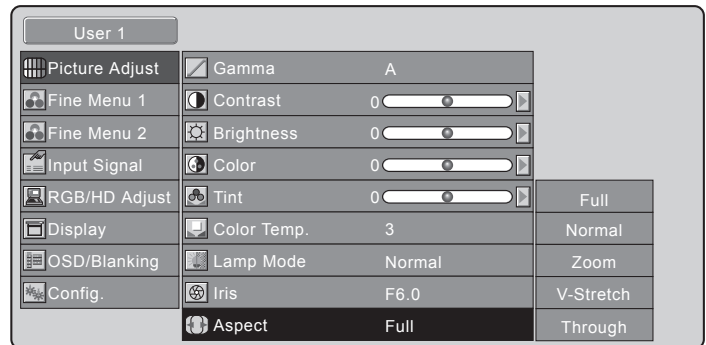 User 1
Picture Adjust
Fine Menu 1
Fine Menu 2
Input Signal
RGB/HD Adjust
Display
OSD/Blanking
Config.
Gamma A
Contrast 0
Brightness 0
Color 0
Tint 0
Color Temp. 3
Lamp Mode Normal
Iris F6.0
Aspect Full
Full
Normal
Zoom
V-Stretch
Through